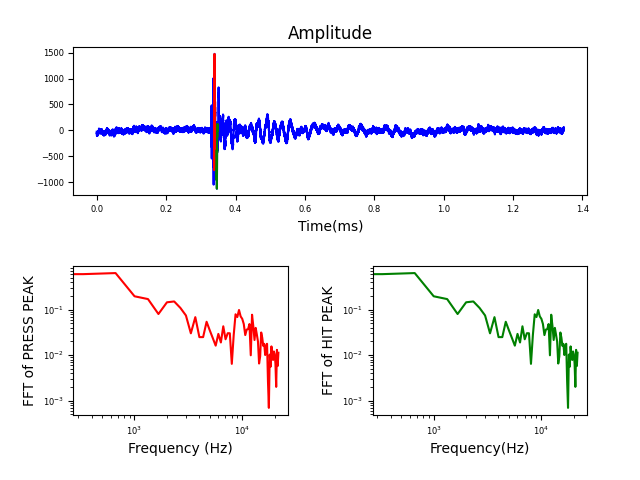 Amplitude
1500
1000
500
0
−500
−1000
0.0 0.2 0.4 0.6 0.8 1.0 1.2 1.4
Time(ms)
FFT of PRESS PEAK
10⁻¹
10⁻²
10⁻³
10³ 10⁴
Frequency (Hz)
FFT of HIT PEAK
10⁻¹
10⁻²
10⁻³
10³ 10⁴
Frequency(Hz)